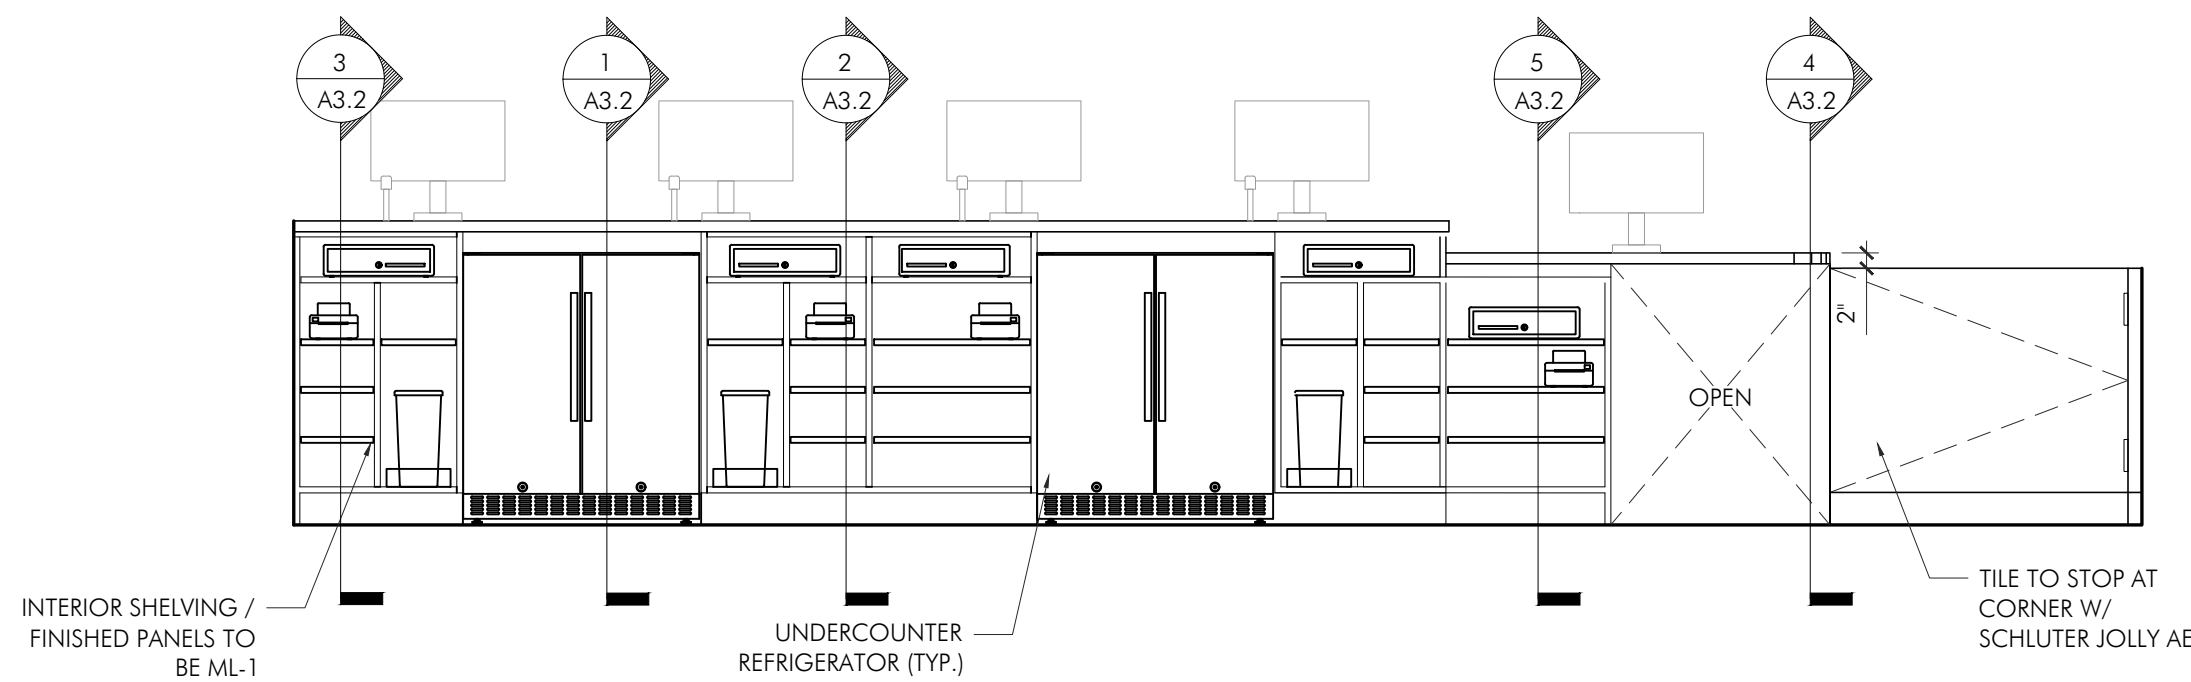 3
A3.2
1
A3.2
2
A3.2
5
A3.2
4
A3.2
2"
OPEN
INTERIOR SHELVING /
FINISHED PANELS TO
BE ML-1
UNDERCOUNTER
REFRIGERATOR (TYP.)
TILE TO STOP AT
CORNER W/
SCHLUTER JOLLY AE